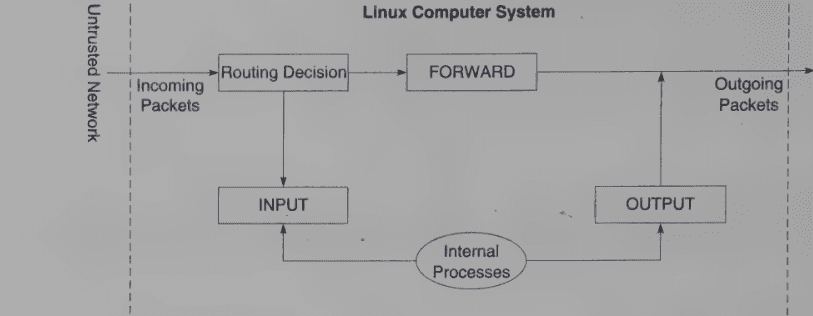 Linux Computer System
Untrusted Network
Incoming
Packets
Routing Decision
FORWARD
Outgoing
Packets
INPUT
OUTPUT
Internal
Processes